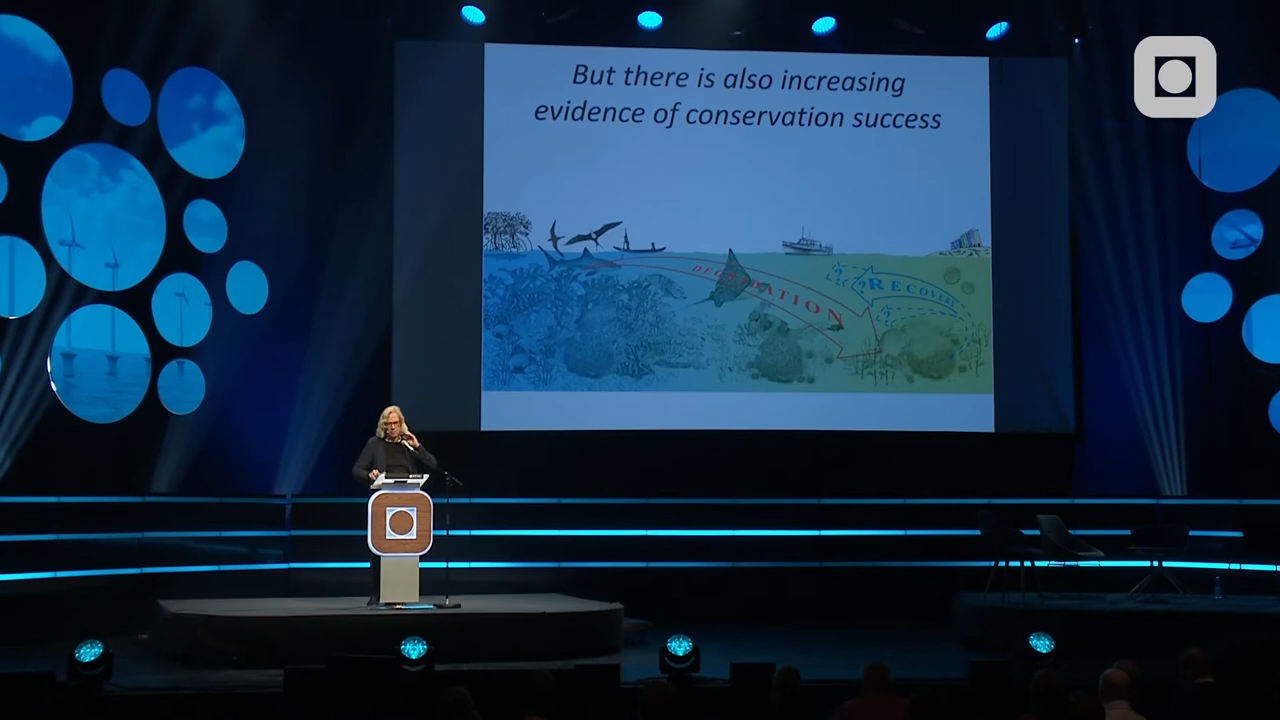 But there is also increasing
evidence of conservation success
DEGRADATION
?RECOVERY
?
?